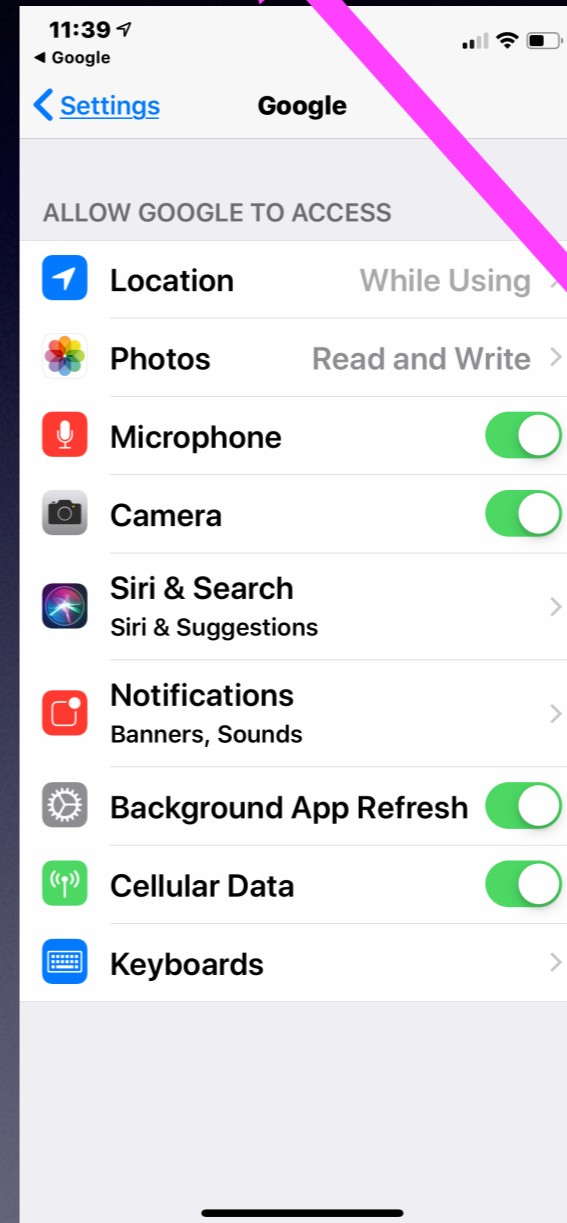 11:39
Google
Settings
Google
ALLOW GOOGLE TO ACCESS
Location While Using
Photos Read and Write
Microphone
Camera
Siri & Search
Siri & Suggestions
Notifications
Banners, Sounds
Background App Refresh
Cellular Data
Keyboards